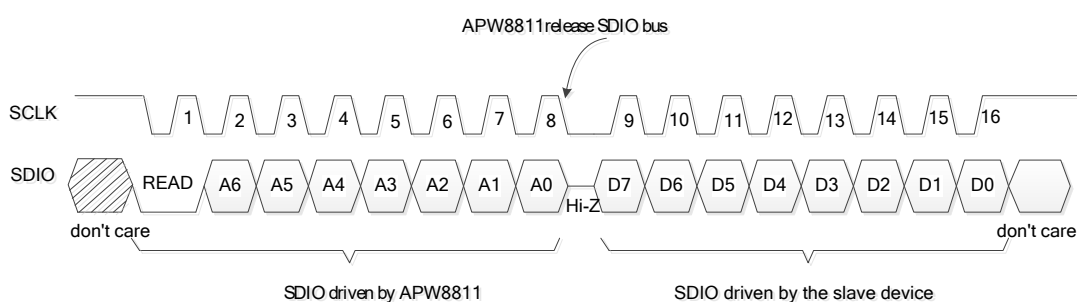 APW8811release SDIO bus
SCLK 1 2 3 4 5 6 7 8 9 10 11 12 13 14 15 16
SDIO READ A6 A5 A4 A3 A2 A1 A0 Hi-Z D7 D6 D5 D4 D3 D2 D1 D0
don't care don't care
SDIO driven by APW8811 SDIO driven by the slave device